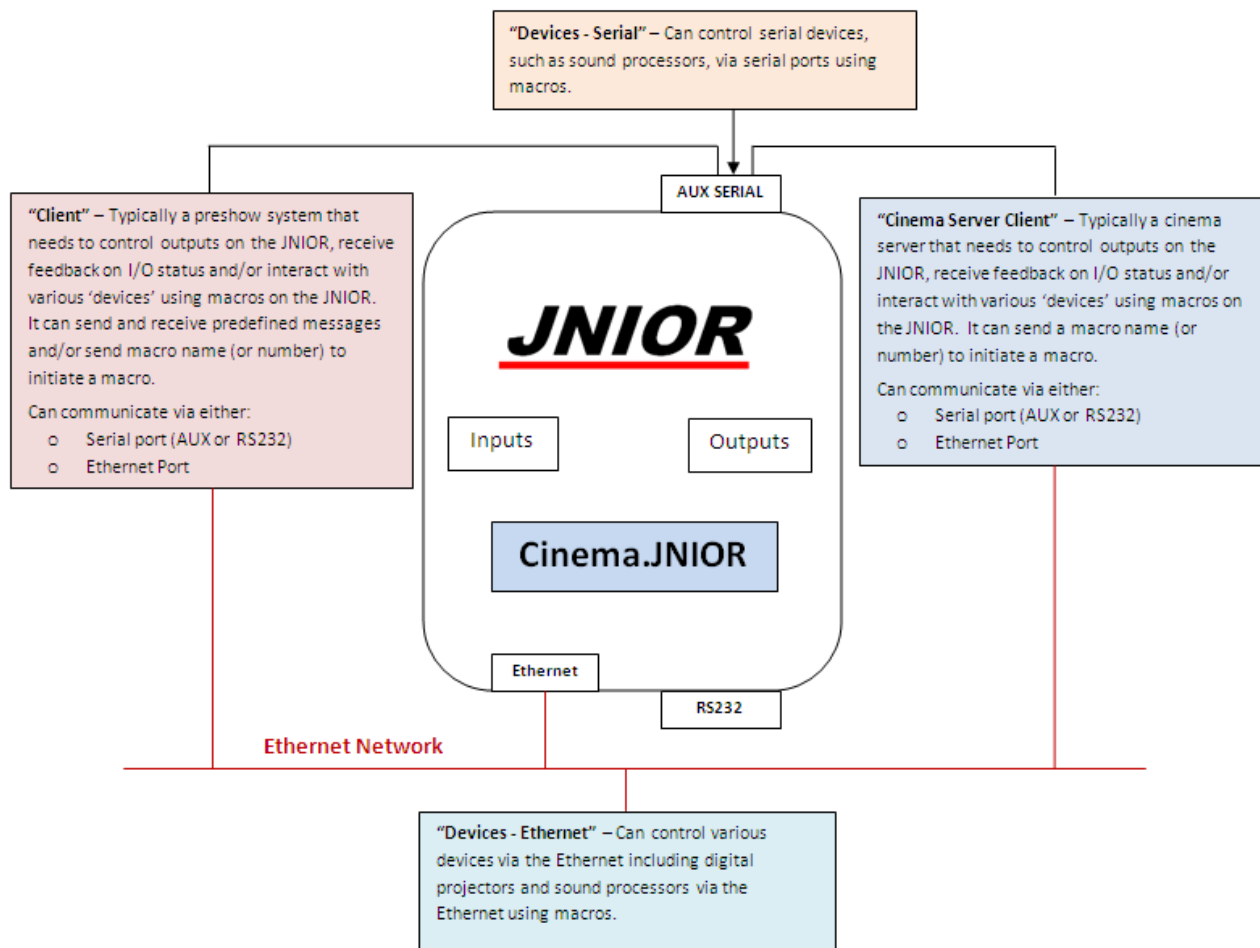 “Devices - Serial” – Can control serial devices,
such as sound processors, via serial ports using
macros.
AUX SERIAL
“Client” – Typically a preshow system that
needs to control outputs on the JNIOR, receive
feedback on I/O status and/or interact with
various ‘devices’ using macros on the JNIOR.
It can send and receive predefined messages
and/or send macro name (or number) to
initiate a macro.
Can communicate via either:
o Serial port (AUX or RS232)
o Ethernet Port
“Cinema Server Client” – Typically a cinema
server that needs to control outputs on the
JNIOR, receive feedback on I/O status and/or
interact with various ‘devices’ using macros on
the JNIOR. It can send a macro name (or
number) to initiate a macro.
Can communicate via either:
o Serial port (AUX or RS232)
o Ethernet Port
JNIOR
Inputs
Outputs
Cinema.JNIOR
Ethernet
RS232
Ethernet Network
“Devices - Ethernet” – Can control various
devices via the Ethernet including digital
projectors and sound processors via the
Ethernet using macros.